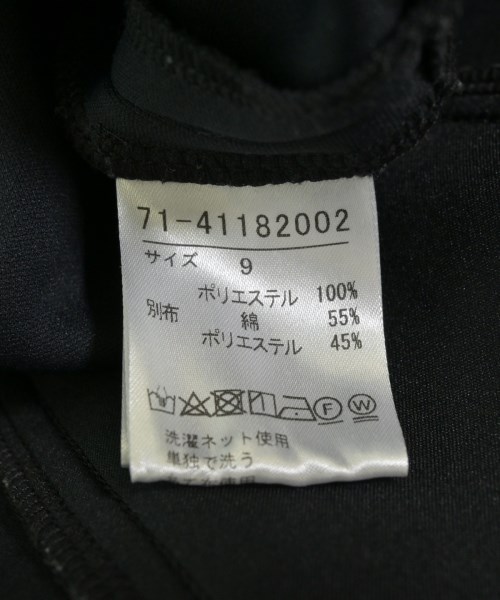 71-41182002
サイズ 9
ポリエステル 100%
別布 綿 55%
ポリエステル 45%
F W
洗濯ネット使用
単独で洗う